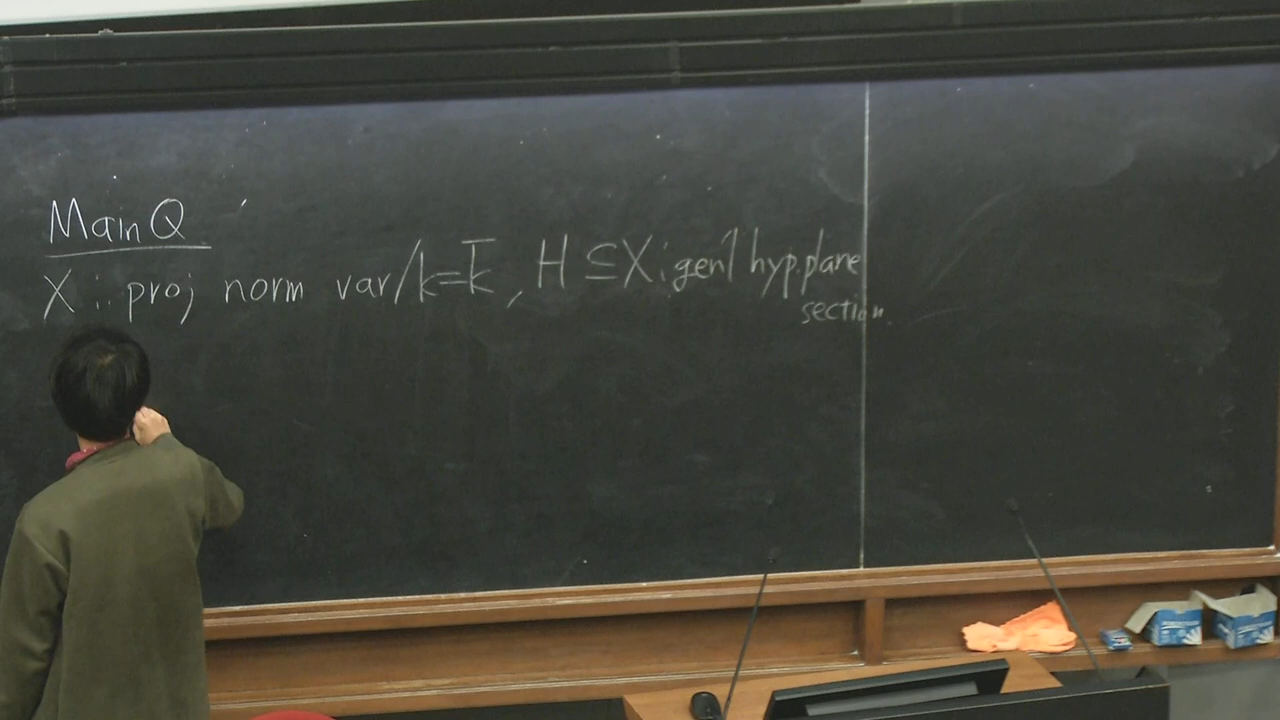 Main Q
X : proj norm var/k=k̅, H ⊆ X : gen'l hyp.plane
section